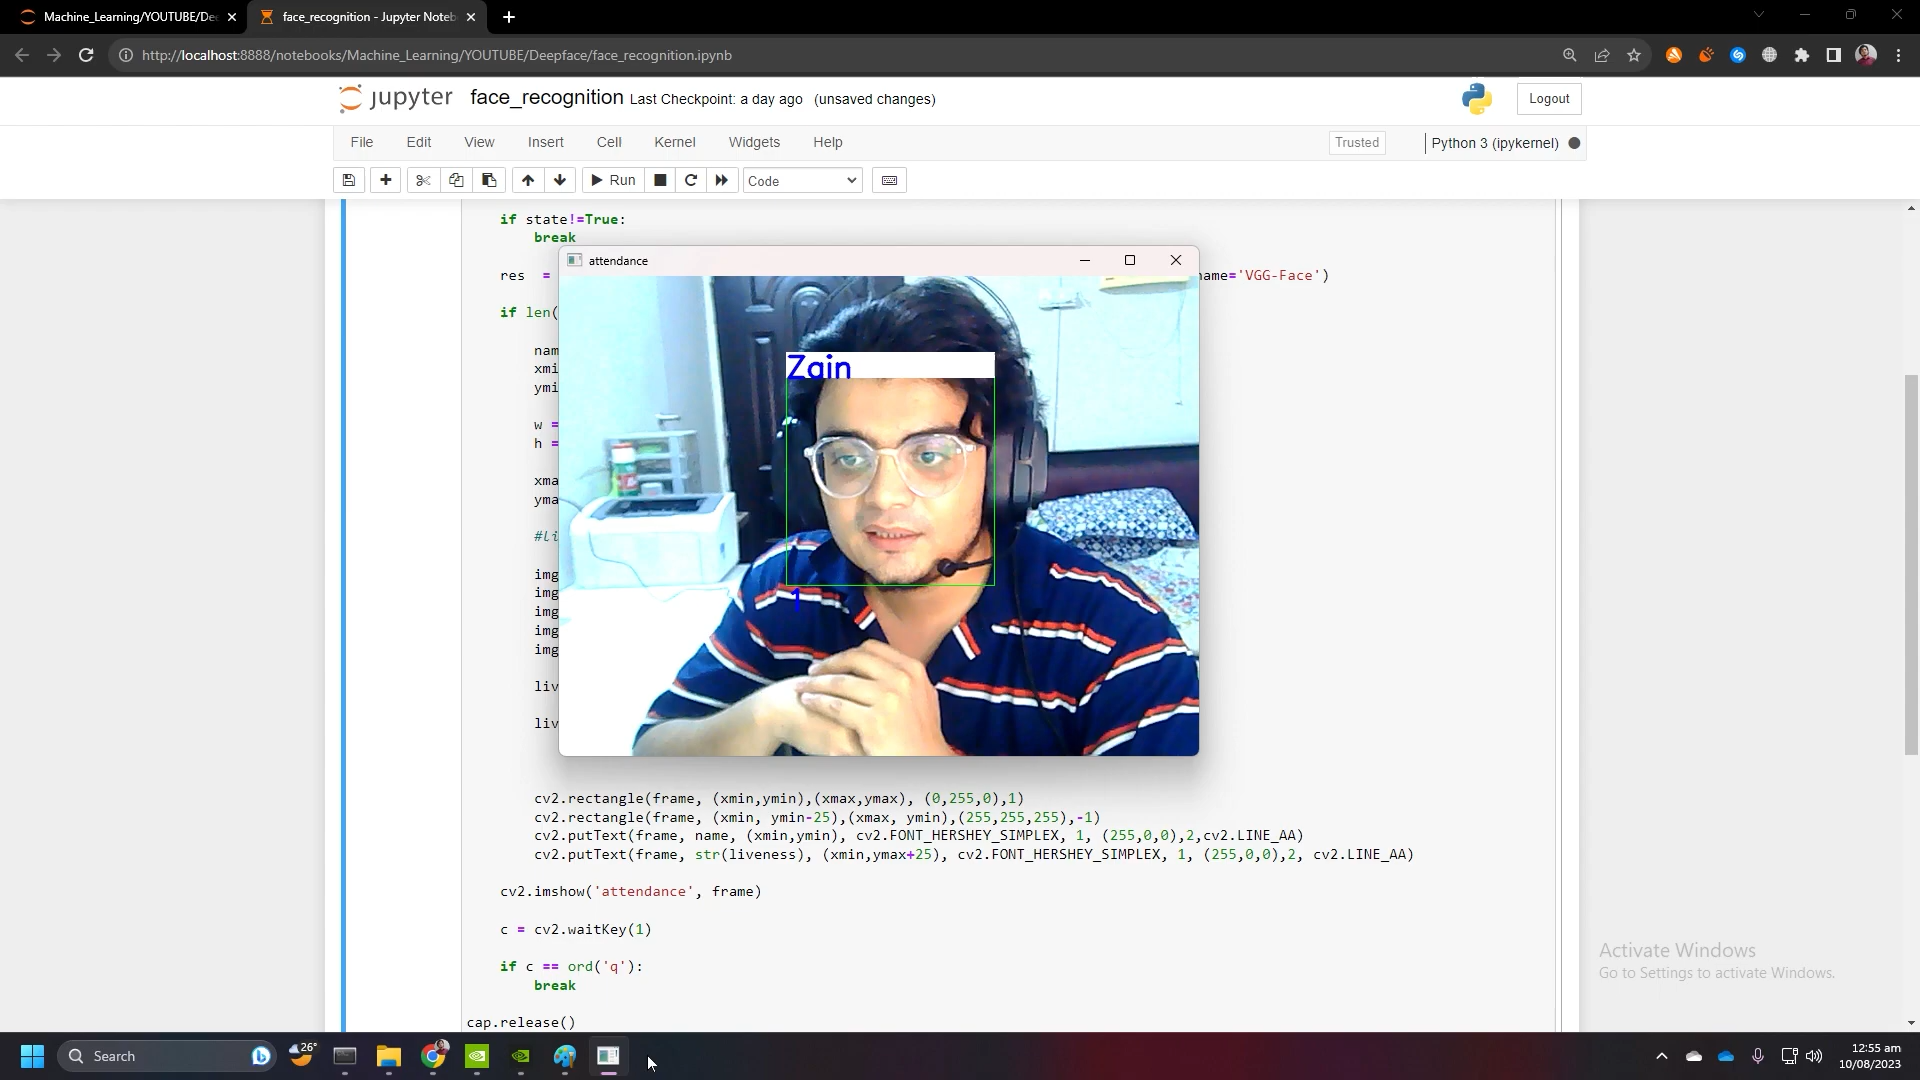 Machine_Learning/YOUTUBE/De
face_recognition - Jupyter Noteb
http://localhost:8888/notebooks/Machine_Learning/YOUTUBE/Deepface/face_recognition.ipynb
jupyter face_recognition Last Checkpoint: a day ago (unsaved changes)
Logout
File Edit View Insert Cell Kernel Widgets Help
Trusted
Python 3 (ipykernel)
Run
Code
if state!=True:
break
attendance
res =
name='VGG-Face')
if len(
nam
xmi
ymi
Zain
w =
h =
xma
yma
#li
img
img
img
img
img
1
liv
liv
cv2.rectangle(frame, (xmin,ymin),(xmax,ymax), (0,255,0),1)
cv2.rectangle(frame, (xmin, ymin-25),(xmax, ymin),(255,255,255),-1)
cv2.putText(frame, name, (xmin,ymin), cv2.FONT_HERSHEY_SIMPLEX, 1, (255,0,0),2,cv2.LINE_AA)
cv2.putText(frame, str(liveness), (xmin,ymax+25), cv2.FONT_HERSHEY_SIMPLEX, 1, (255,0,0),2, cv2.LINE_AA)
cv2.imshow('attendance', frame)
c = cv2.waitKey(1)
if c == ord('q'):
break
cap.release()
Activate Windows
Go to Settings to activate Windows.
Search
26°
12:55 am
10/08/2023